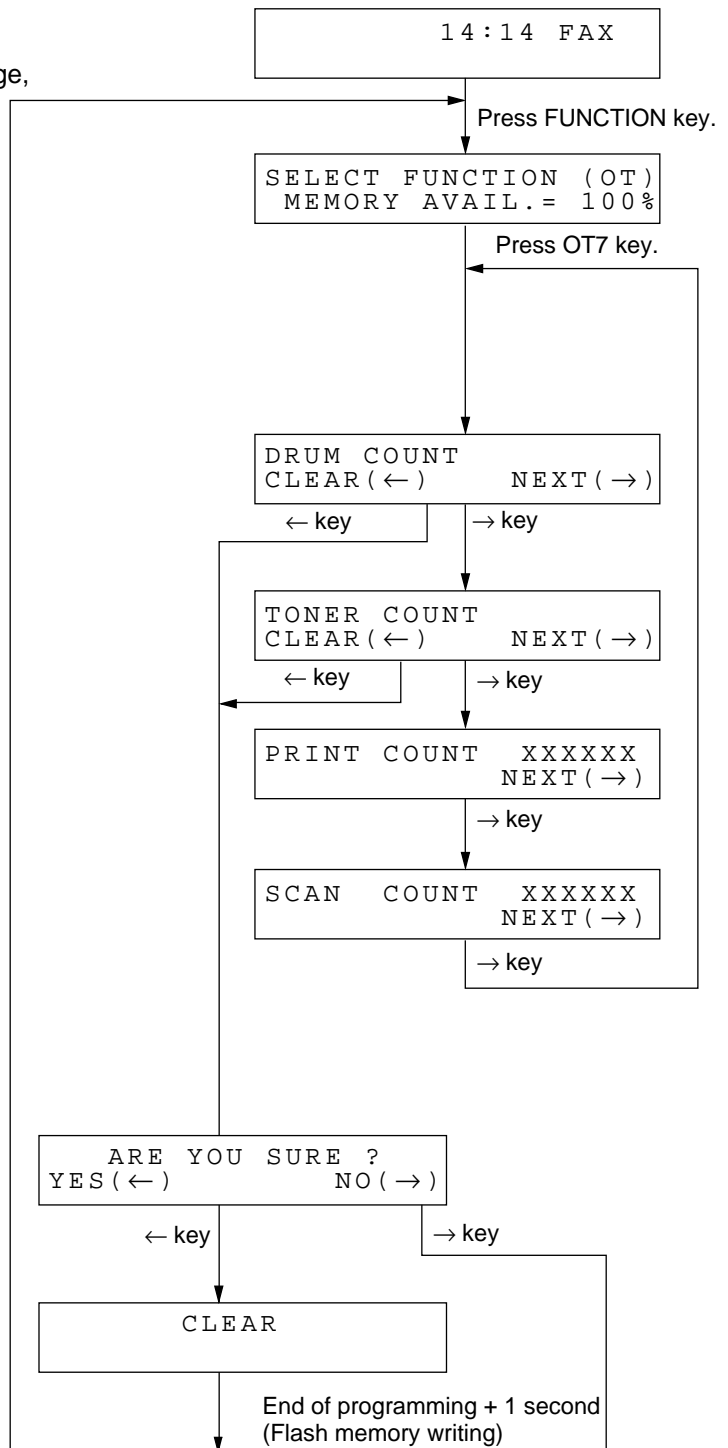 14:14 FAX
ge,
Press FUNCTION key.
SELECT FUNCTION (OT)
MEMORY AVAIL.= 100%
Press OT7 key.
DRUM COUNT
CLEAR(←) NEXT(→)
← key → key
TONER COUNT
CLEAR(←) NEXT(→)
← key → key
PRINT COUNT XXXXXX
NEXT(→)
→ key
SCAN COUNT XXXXXX
NEXT(→)
→ key
ARE YOU SURE ?
YES(←) NO(→)
← key → key
CLEAR
End of programming + 1 second
(Flash memory writing)